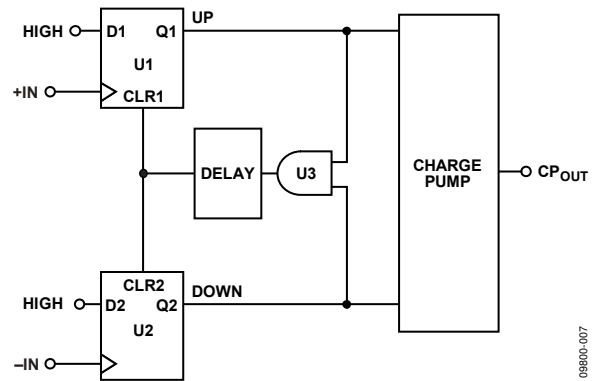 UP
HIGH
D1
Q1
U1
+IN
CLR1
DELAY
U3
CHARGE
PUMP
CP_OUT
CLR2
DOWN
HIGH
D2
Q2
U2
–IN
09800-007